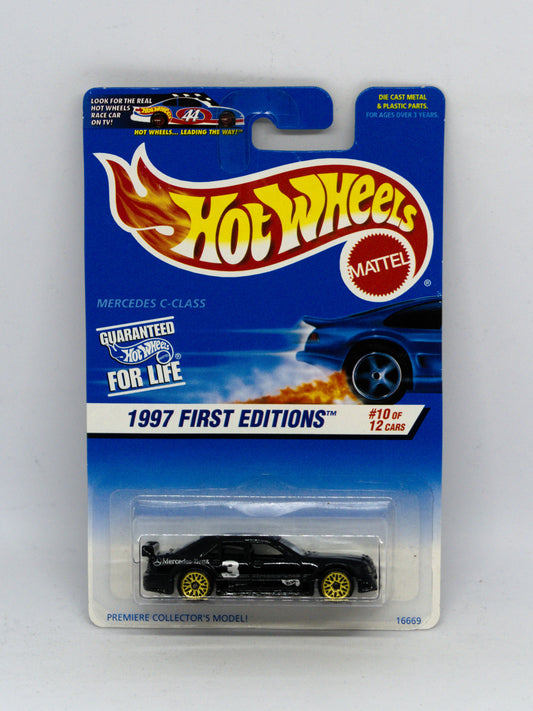 LOOK FOR THE REAL
HOT WHEELS
RACE CAR
ON TV!
44
HOT WHEELS... LEADING THE WAY!™
DIE CAST METAL
& PLASTIC PARTS.
FOR AGES OVER 3 YEARS.
HOT WHEELS
MATTEL
®
MERCEDES C-CLASS
GUARANTEED
Hot Wheels
®
FOR LIFE
1997 FIRST EDITIONS™
#10 OF
12 CARS
Mercedes-Benz
3
PREMIERE COLLECTOR'S MODEL!
16669